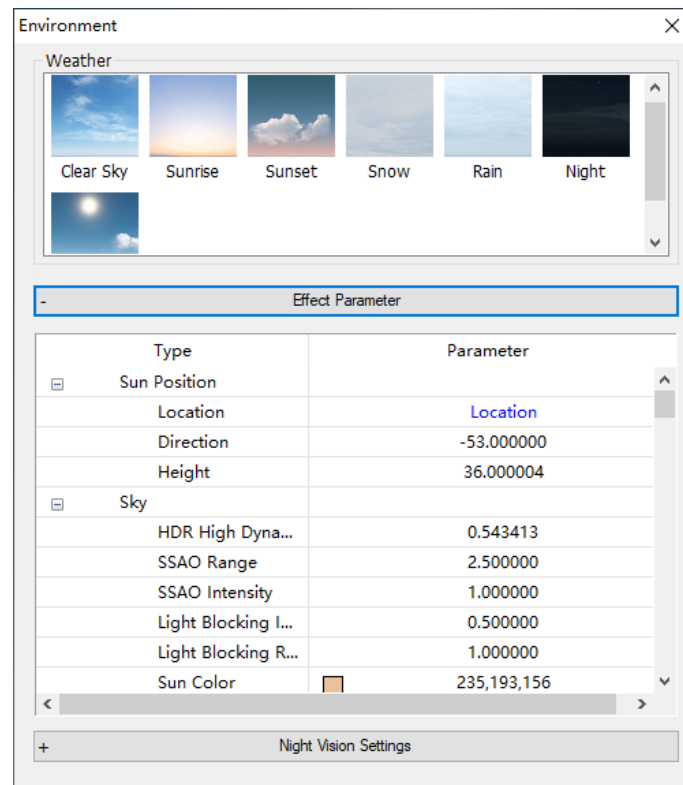 Environment
Weather
Clear Sky Sunrise Sunset Snow Rain Night
- Effect Parameter
Type Parameter
Sun Position
Location Location
Direction -53.000000
Height 36.000004
Sky
HDR High Dyna... 0.543413
SSAO Range 2.500000
SSAO Intensity 1.000000
Light Blocking I... 0.500000
Light Blocking R... 1.000000
Sun Color 235,193,156
+ Night Vision Settings